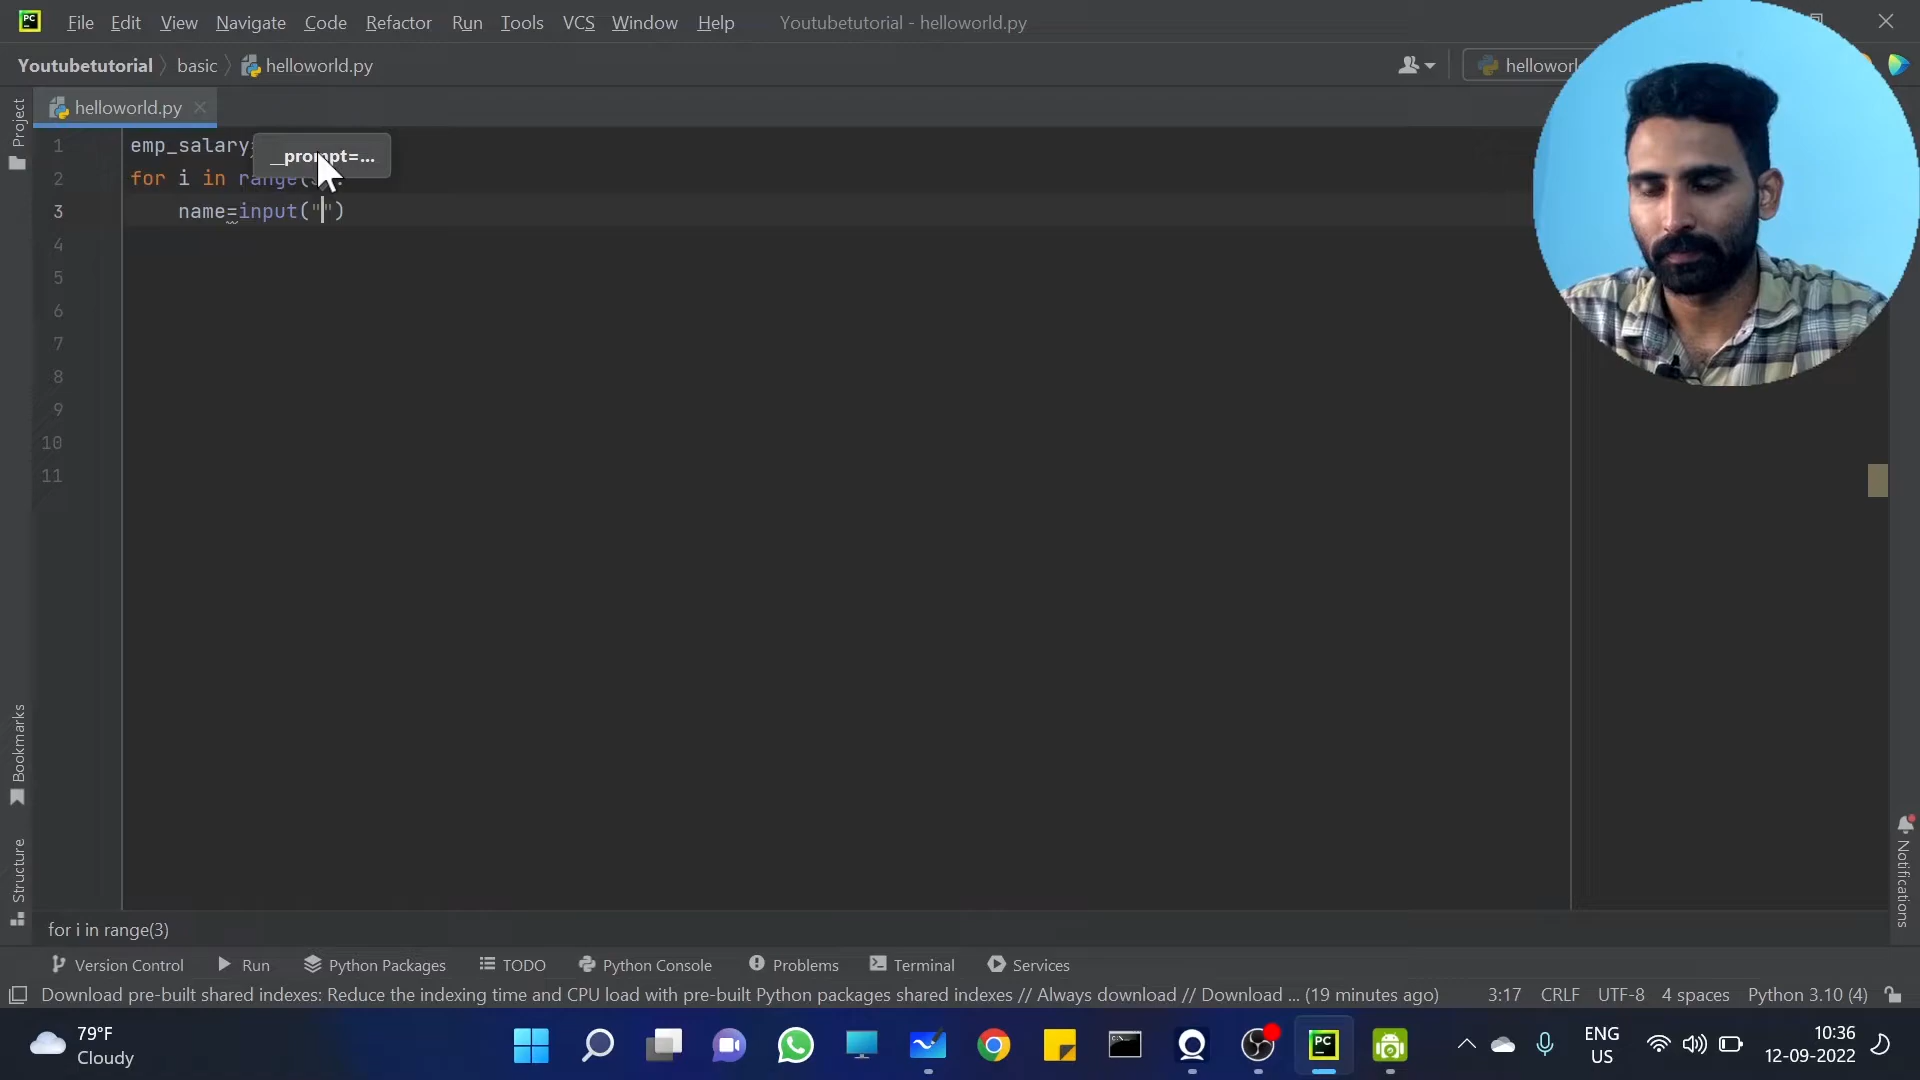 PC File Edit View Navigate Code Refactor Run Tools VCS Window Help Youtubetutorial - helloworld.py
Youtubetutorial basic helloworld.py
helloworld.py
Project
Bookmarks
Structure
Notifications
1 emp_salary
__prompt=...
2 for i in range(
3 name=input("")
4
5
6
7
8
9
10
11
for i in range(3)
Version Control Run Python Packages TODO Python Console Problems Terminal Services
Download pre-built shared indexes: Reduce the indexing time and CPU load with pre-built Python packages shared indexes // Always download // Download ... (19 minutes ago) 3:17 CRLF UTF-8 4 spaces Python 3.10 (4)
79°F
Cloudy
PC
ENG
US
10:36
12-09-2022